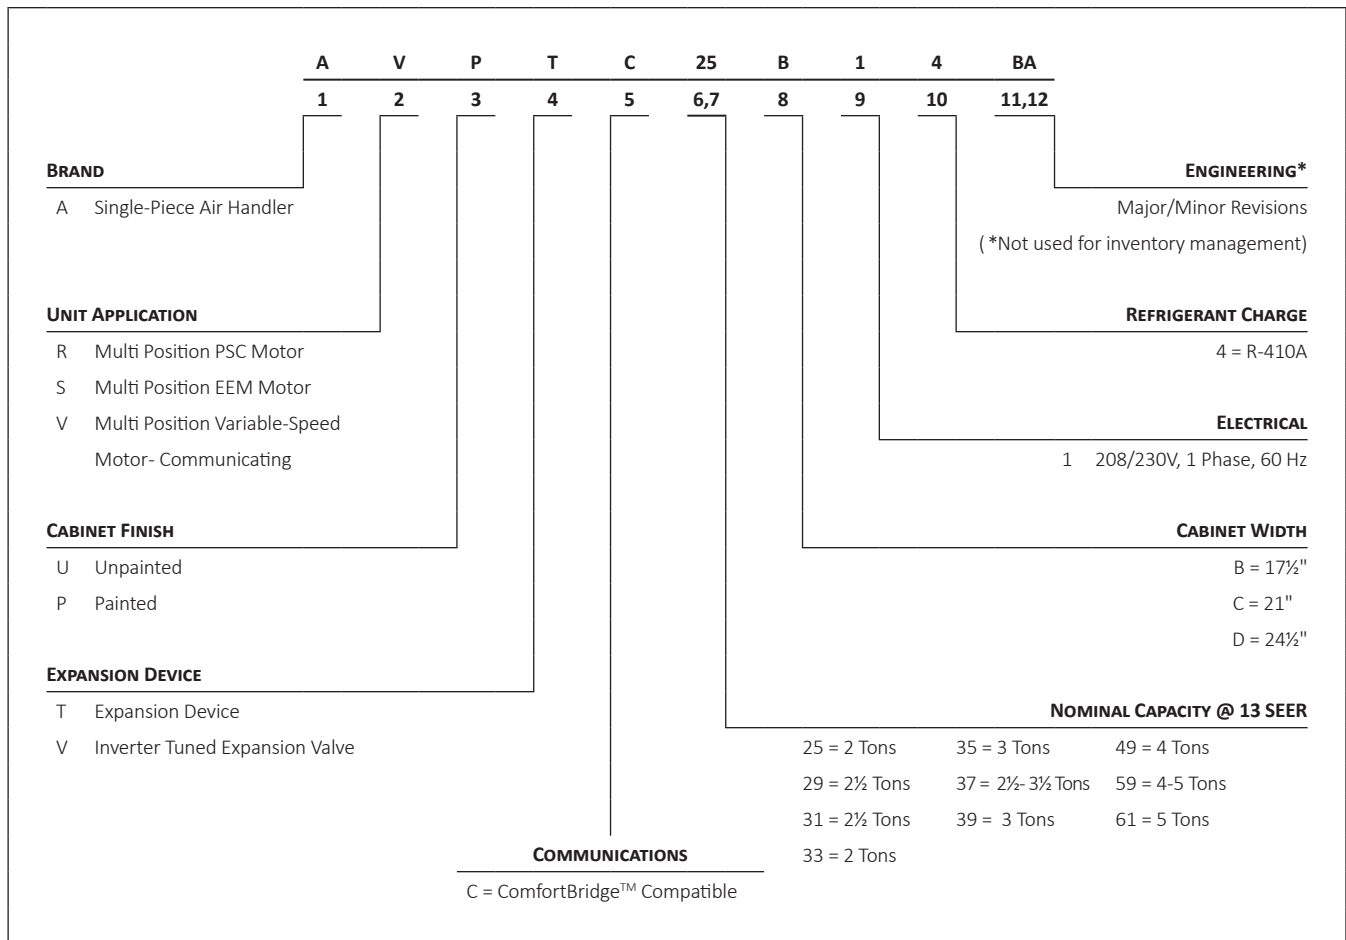 A V P T C 25 B 1 4 BA
1 2 3 4 5 6,7 8 9 10 11,12
BRAND
A Single-Piece Air Handler
ENGINEERING*
Major/Minor Revisions
( *Not used for inventory management)
UNIT APPLICATION
R Multi Position PSC Motor
S Multi Position EEM Motor
V Multi Position Variable-Speed
Motor- Communicating
REFRIGERANT CHARGE
4 = R-410A
ELECTRICAL
1 208/230V, 1 Phase, 60 Hz
CABINET FINISH
U Unpainted
P Painted
CABINET WIDTH
B = 17½"
C = 21"
D = 24½"
EXPANSION DEVICE
T Expansion Device
V Inverter Tuned Expansion Valve
NOMINAL CAPACITY @ 13 SEER
25 = 2 Tons 35 = 3 Tons 49 = 4 Tons
29 = 2½ Tons 37 = 2½- 3½ Tons 59 = 4-5 Tons
31 = 2½ Tons 39 = 3 Tons 61 = 5 Tons
33 = 2 Tons
COMMUNICATIONS
C = ComfortBridge™ Compatible